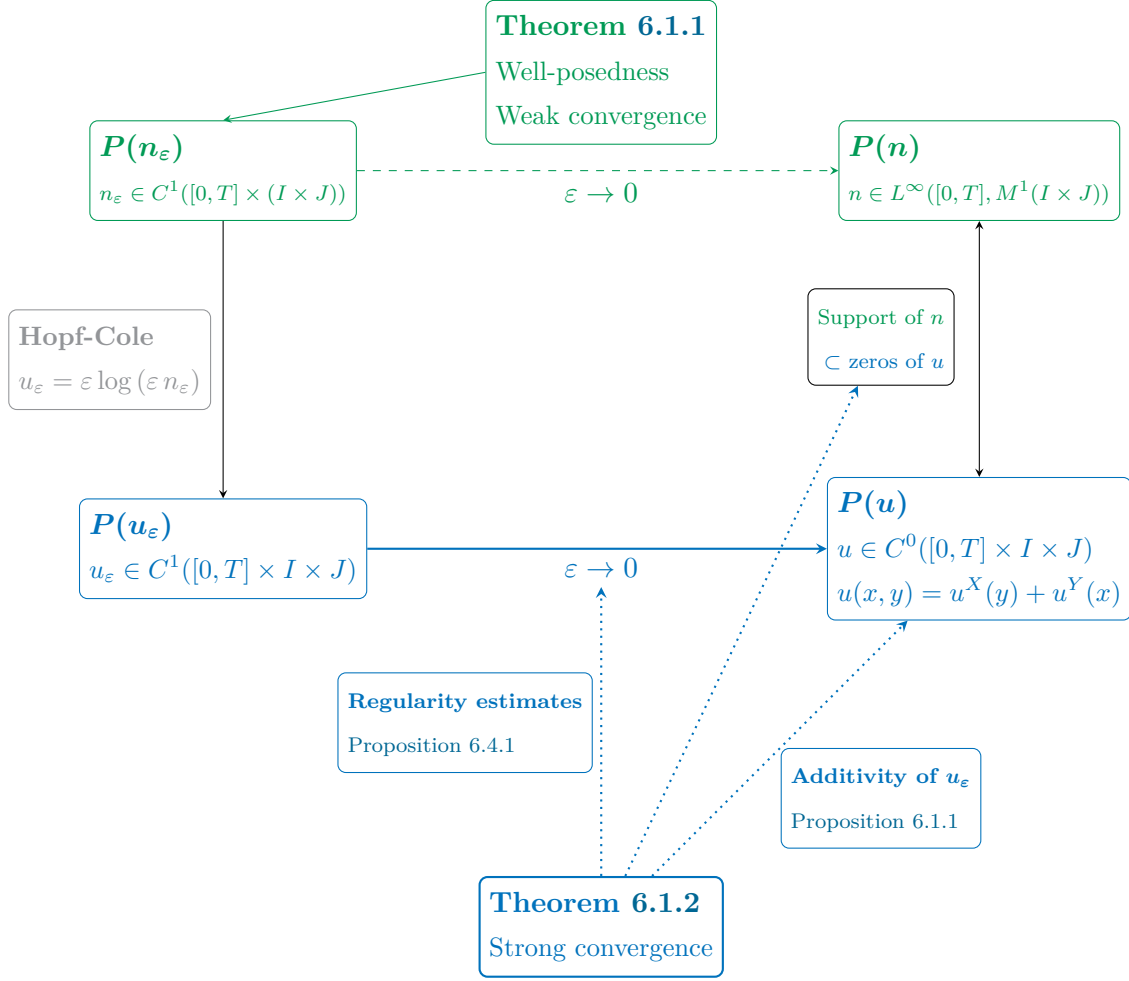 Theorem 6.1.1
Well-posedness
Weak convergence
P(n_ε)
n_ε ∈ C^1([0, T] × (I × J))
ε → 0
P(n)
n ∈ L^∞([0, T], M^1(I × J))
Hopf-Cole
u_ε = ε log (ε n_ε)
Support of n
⊂ zeros of u
P(u_ε)
u_ε ∈ C^1([0, T] × I × J)
ε → 0
P(u)
u ∈ C^0([0, T] × I × J)
u(x, y) = u^X(y) + u^Y(x)
Regularity estimates
Proposition 6.4.1
Additivity of u_ε
Proposition 6.1.1
Theorem 6.1.2
Strong convergence